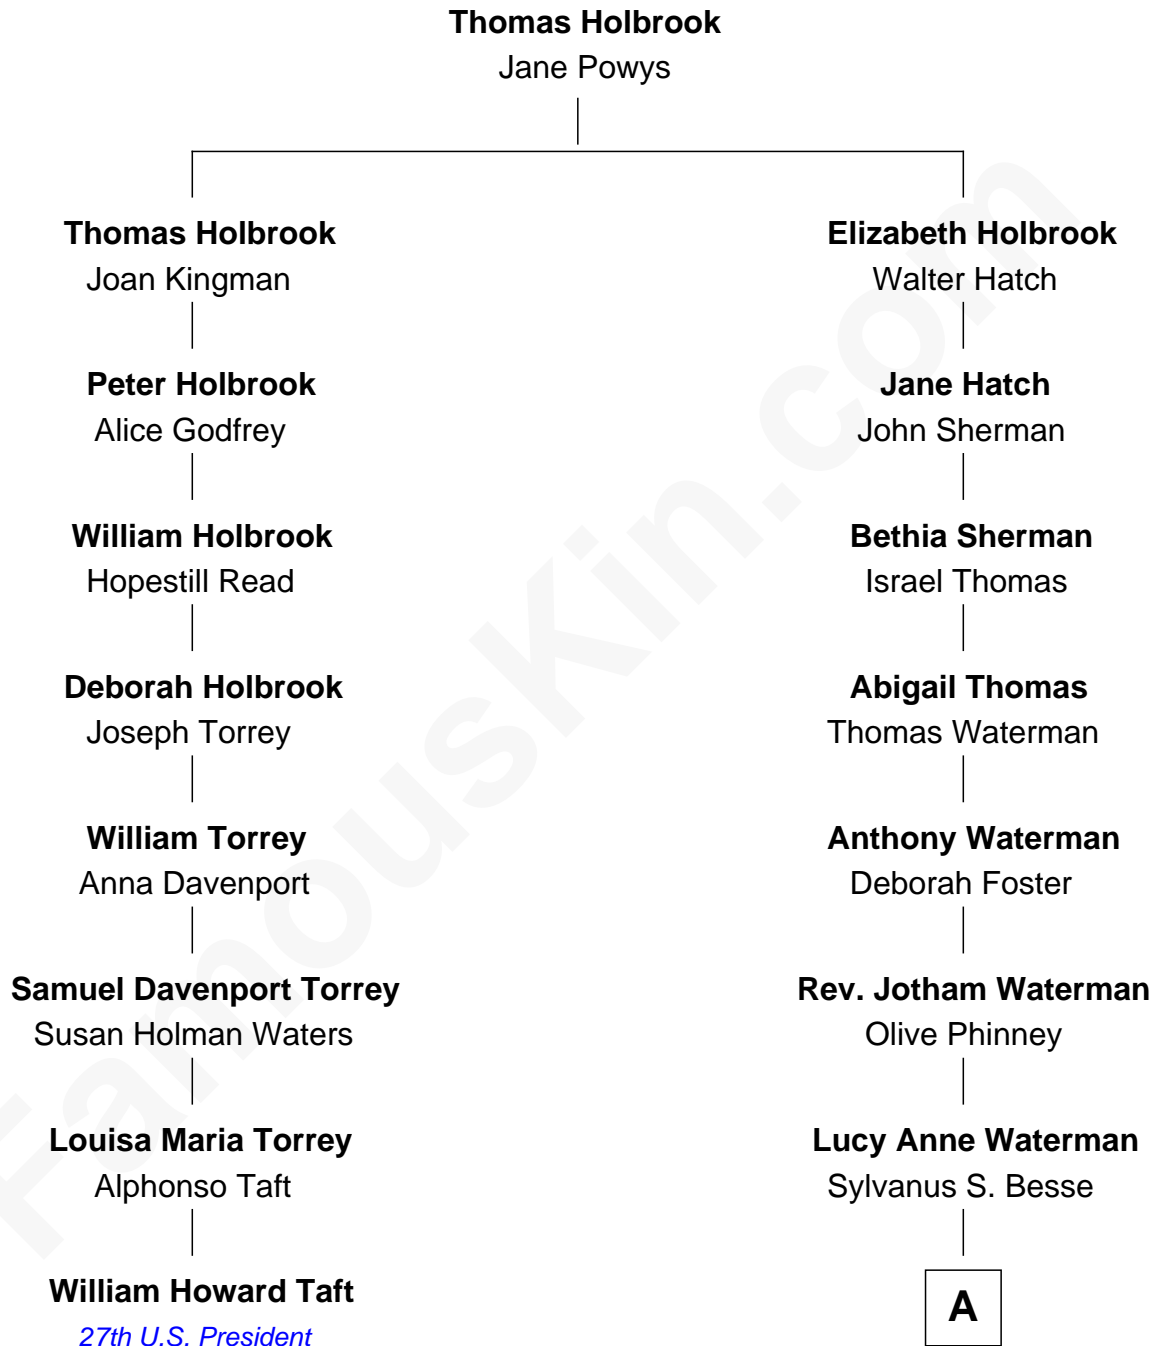 Thomas Holbrook
Jane Powys
Thomas Holbrook
Joan Kingman
Peter Holbrook
Alice Godfrey
William Holbrook
Hopestill Read
Deborah Holbrook
Joseph Torrey
William Torrey
Anna Davenport
Samuel Davenport Torrey
Susan Holman Waters
Louisa Maria Torrey
Alphonso Taft
William Howard Taft
27th U.S. President
Elizabeth Holbrook
Walter Hatch
Jane Hatch
John Sherman
Bethia Sherman
Israel Thomas
Abigail Thomas
Thomas Waterman
Anthony Waterman
Deborah Foster
Rev. Jotham Waterman
Olive Phinney
Lucy Anne Waterman
Sylvanus S. Besse
A
FamousKin.com